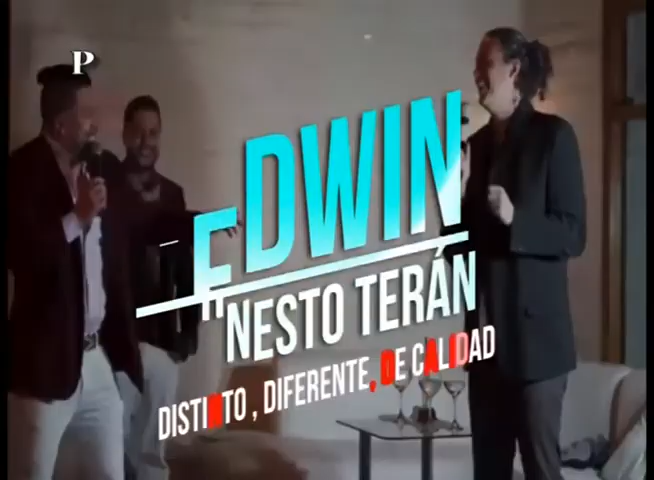 P
EDWIN
NESTO TERÁN
DISTINTO , DIFERENTE, DE CALIDAD